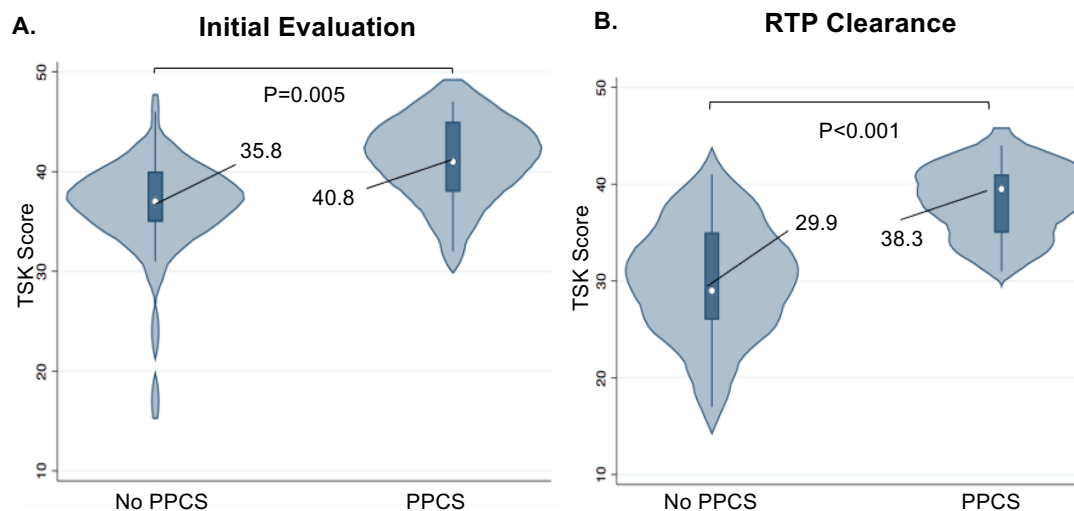 A.
Initial Evaluation
50
P=0.005
35.8
40
40.8
TSK Score
30
20
10
No PPCS
PPCS
B.
RTP Clearance
50
P<0.001
40
29.9
38.3
TSK Score
30
20
10
No PPCS
PPCS